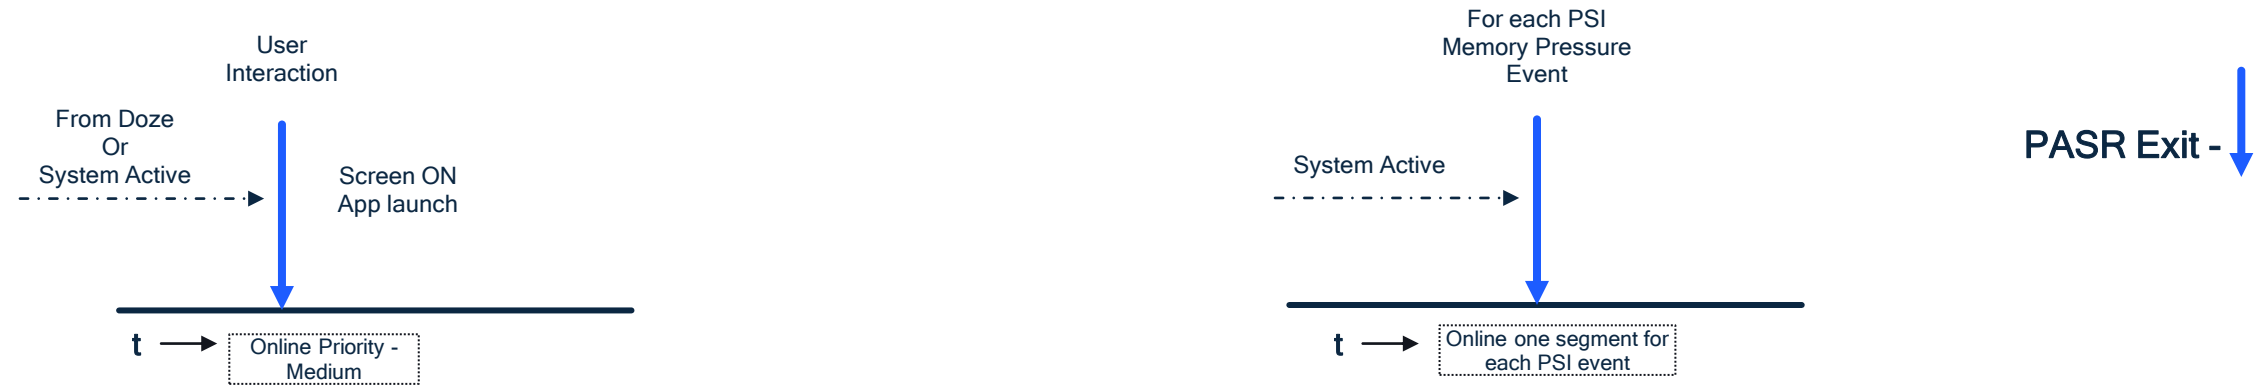 User
Interaction
From Doze
Or
System Active
Screen ON
App launch
t
Online Priority -
Medium
For each PSI
Memory Pressure
Event
System Active
t
Online one segment for
each PSI event
PASR Exit -